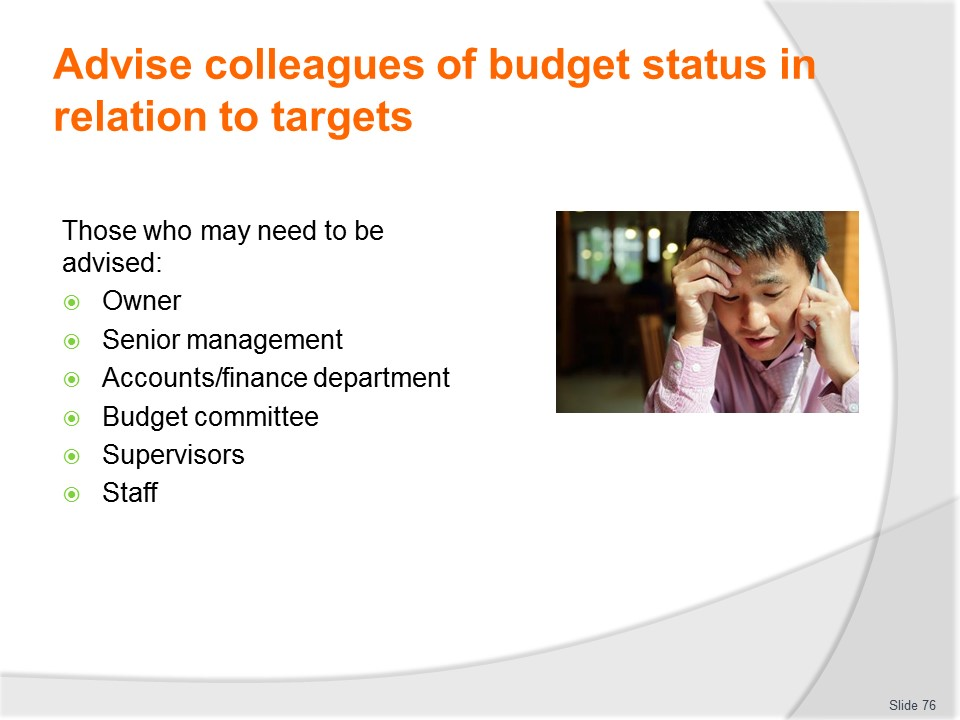 Advise colleagues of budget status in
relation to targets
Those who may need to be
advised:
Owner
Senior management
Accounts/finance department
Budget committee
Supervisors
Staff
Slide 76